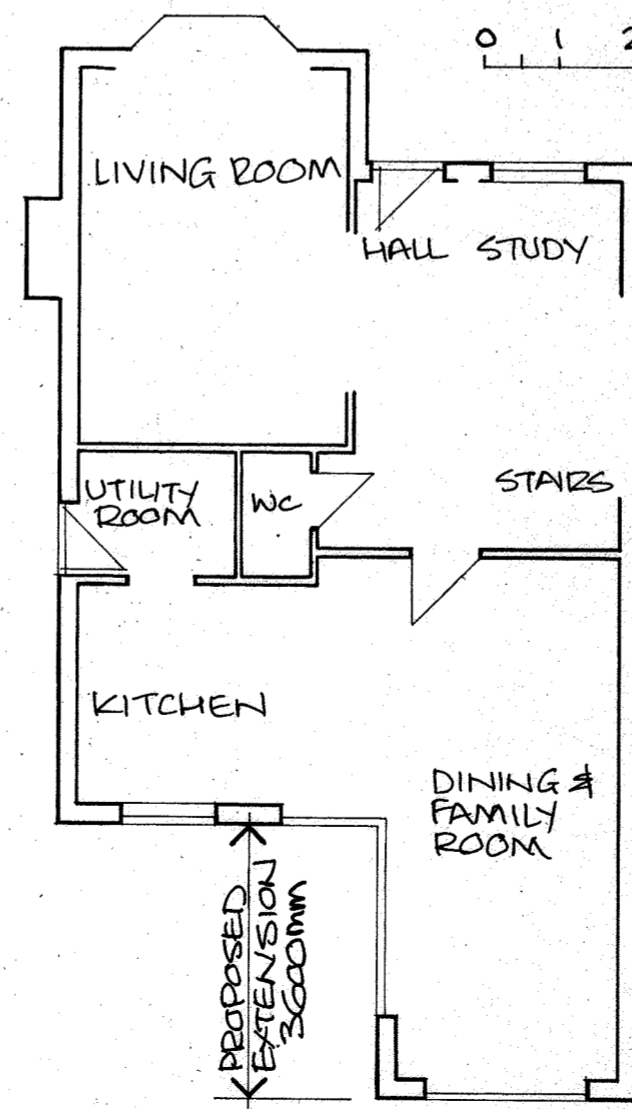 0 1 2
LIVING ROOM
HALL STUDY
UTILITY
ROOM
WC
STAIRS
KITCHEN
DINING &
FAMILY
ROOM
PROPOSED
EXTENSION
3600mm